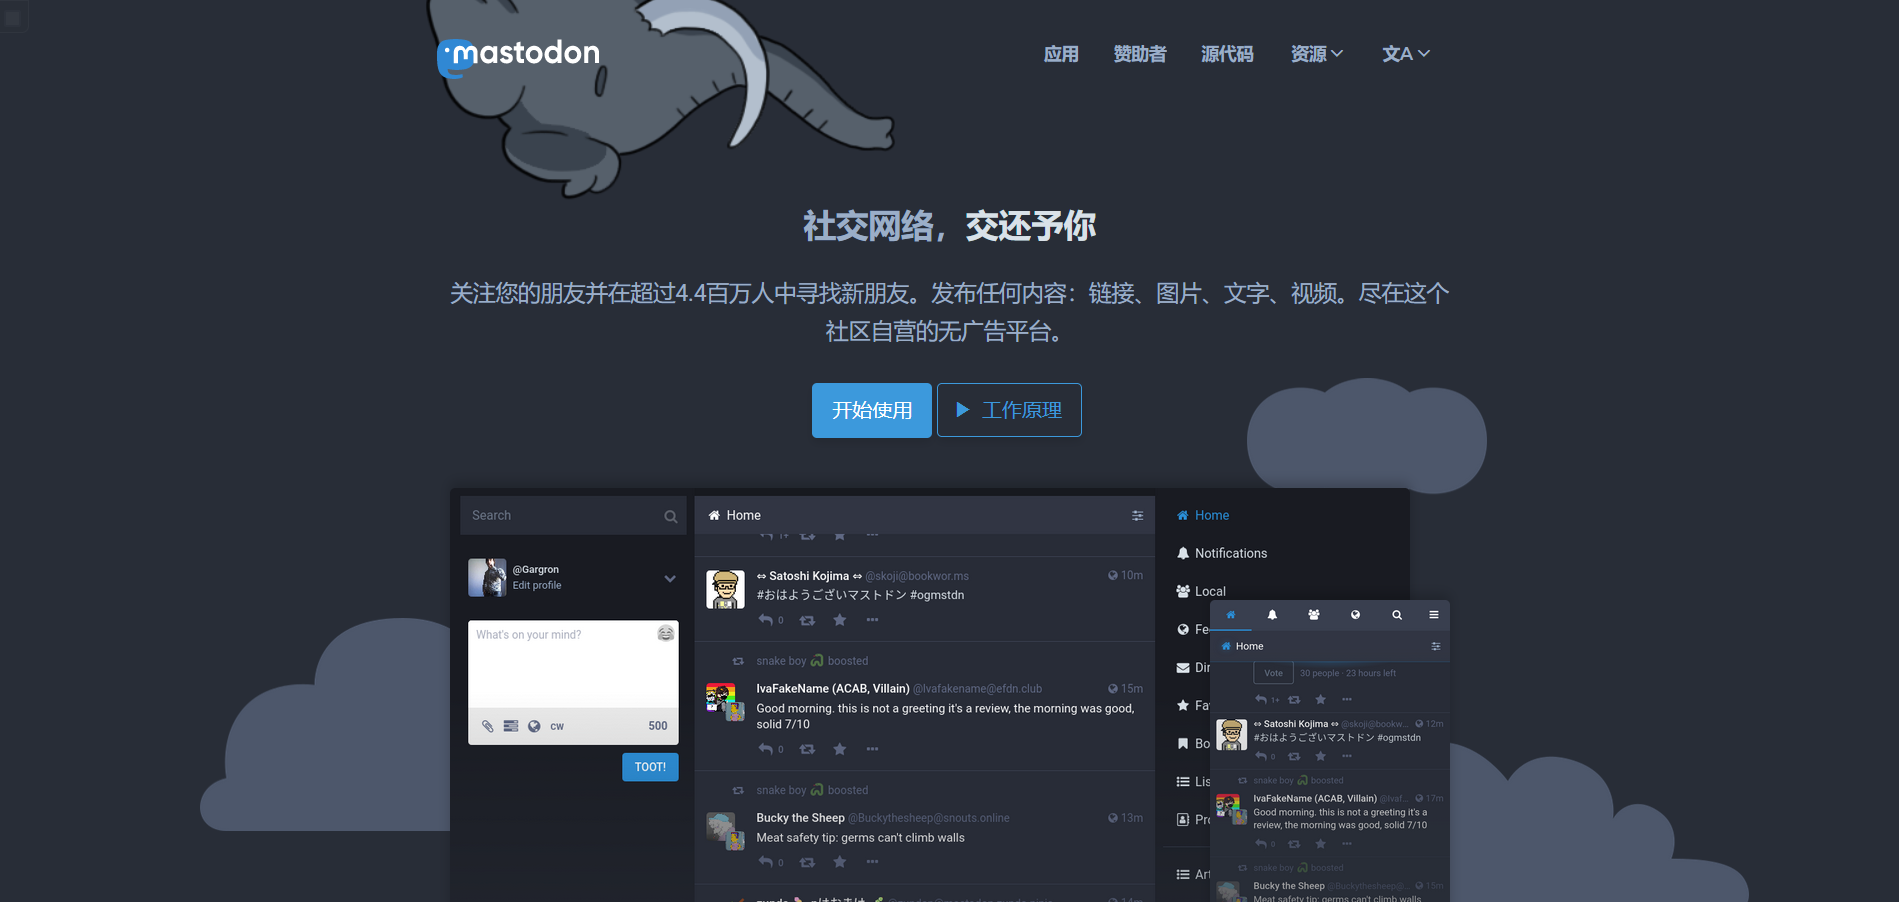 mastodon
应用 赞助者 源代码 资源 文A
社交网络，交还予你
关注您的朋友并在超过4.4百万人中寻找新朋友。发布任何内容：链接、图片、文字、视频。尽在这个
社区自营的无广告平台。
开始使用 工作原理
Search
@Gargron
Edit profile
What's on your mind?
cw 500
TOOT!
Home
1+
⇔ Satoshi Kojima ⇔ @skoji@bookwor.ms 10m
#おはようございマストドン #ogmstdn
0
snake boy boosted
IvaFakeName (ACAB, Villain) @Ivafakename@efdn.club 15m
Good morning. this is not a greeting it's a review, the morning was good,
solid 7/10
0
snake boy boosted
Bucky the Sheep @Buckythesheep@snouts.online 13m
Meat safety tip: germs can't climb walls
0
14m
Home
Notifications
Local
Fe
Dir
Fa
Bo
Lis
Pr
Art
Home
Vote 30 people · 23 hours left
1+
⇔ Satoshi Kojima ⇔ @skoji@bookw... 12m
#おはようございマストドン #ogmstdn
0
snake boy boosted
IvaFakeName (ACAB, Villain) @Ivaf... 17m
Good morning. this is not a greeting it's a
review, the morning was good, solid 7/10
0
snake boy boosted
Bucky the Sheep @Buckythesheep@... 15m
Meat safety tip: germs can't climb walls